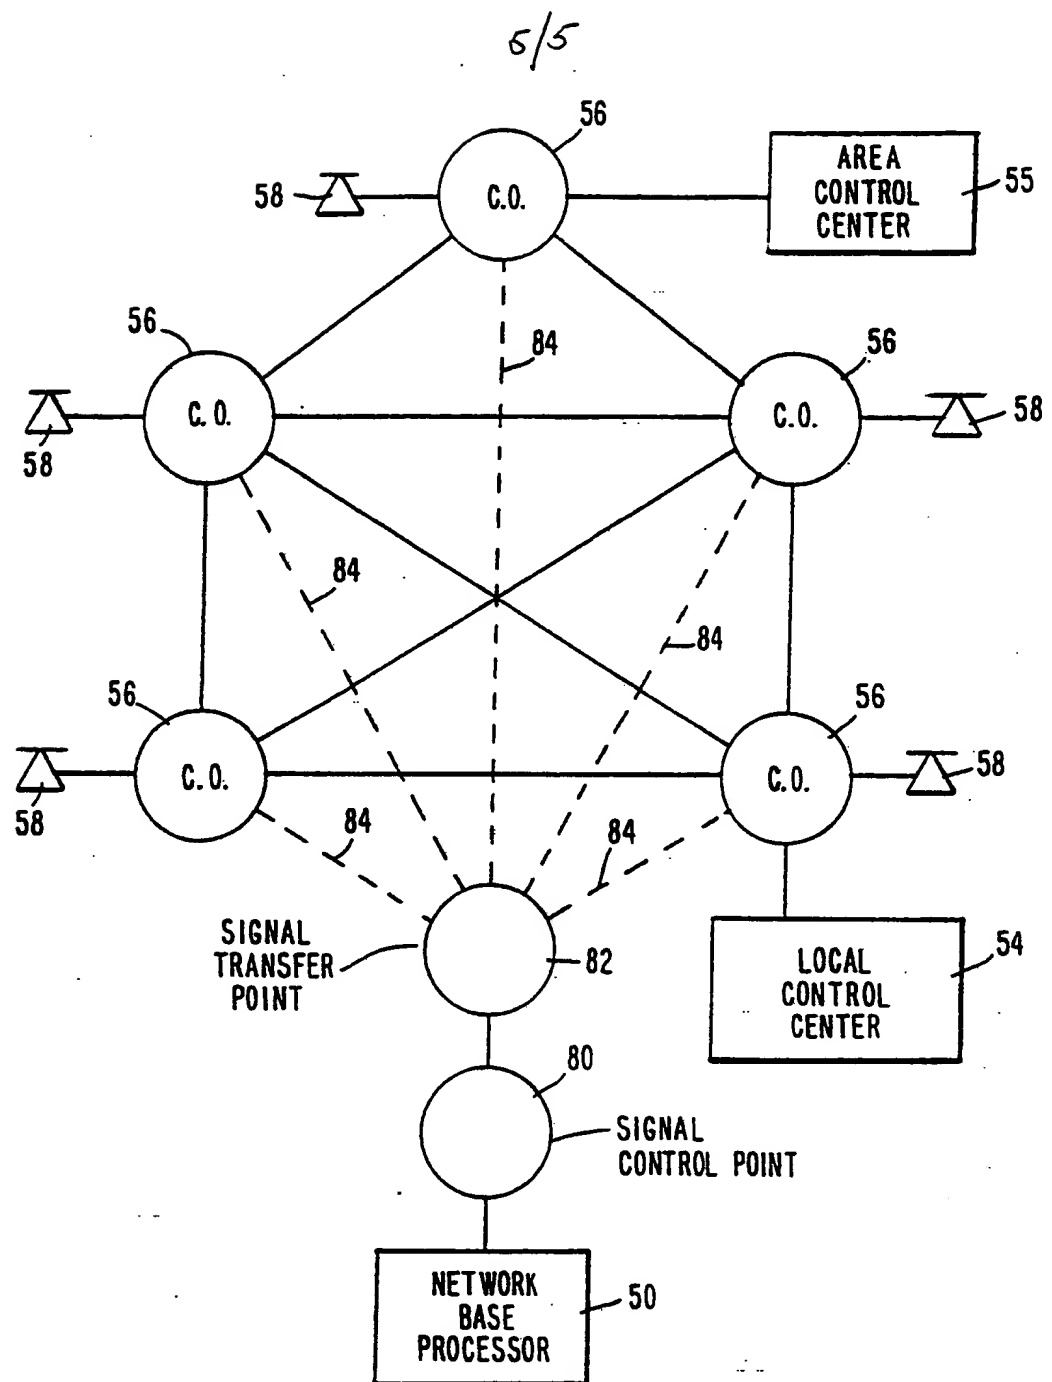 5/5
56
58
C.O.
AREA
CONTROL
CENTER
55
56
84
56
C.O.
C.O.
58
58
84
84
56
56
C.O.
C.O.
58
58
84
84
SIGNAL
TRANSFER
POINT
82
LOCAL
CONTROL
CENTER
54
80
SIGNAL
CONTROL POINT
NETWORK
BASE
PROCESSOR
50